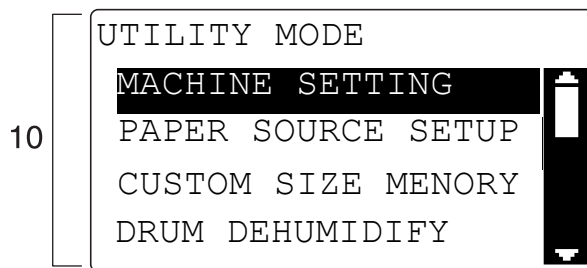 UTILITY MODE
MACHINE SETTING
10
PAPER SOURCE SETUP
CUSTOM SIZE MENORY
DRUM DEHUMIDIFY